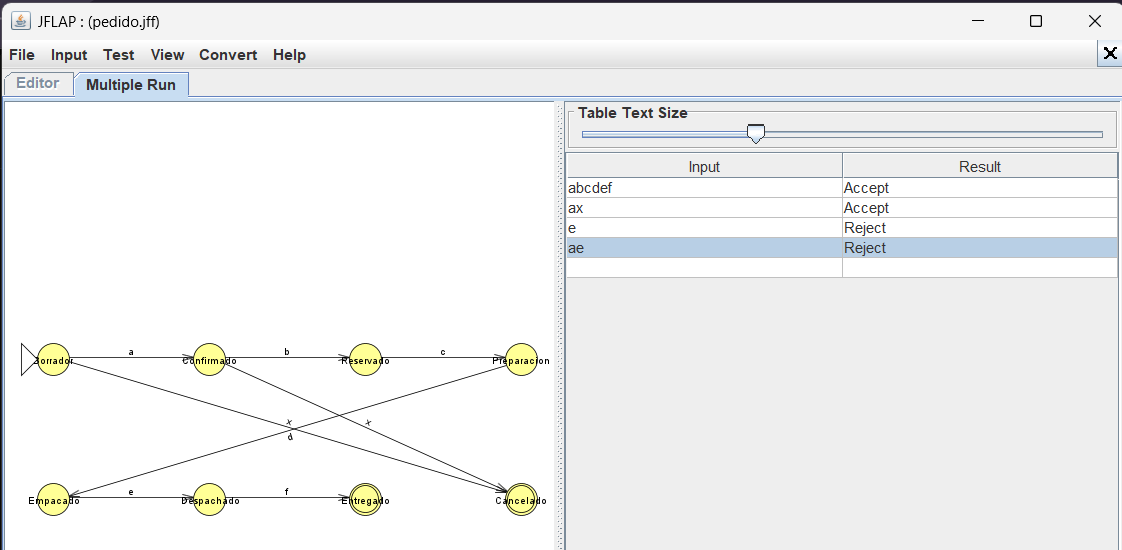 JFLAP : (pedido.jff)
File Input Test View Convert Help
Editor Multiple Run
Table Text Size
Input Result
abcdef Accept
ax Accept
e Reject
ae Reject
a b c
Borrador Confirmado Reservado Preparacion
x x
d
e f
Empacado Despachado Entregado Cancelado